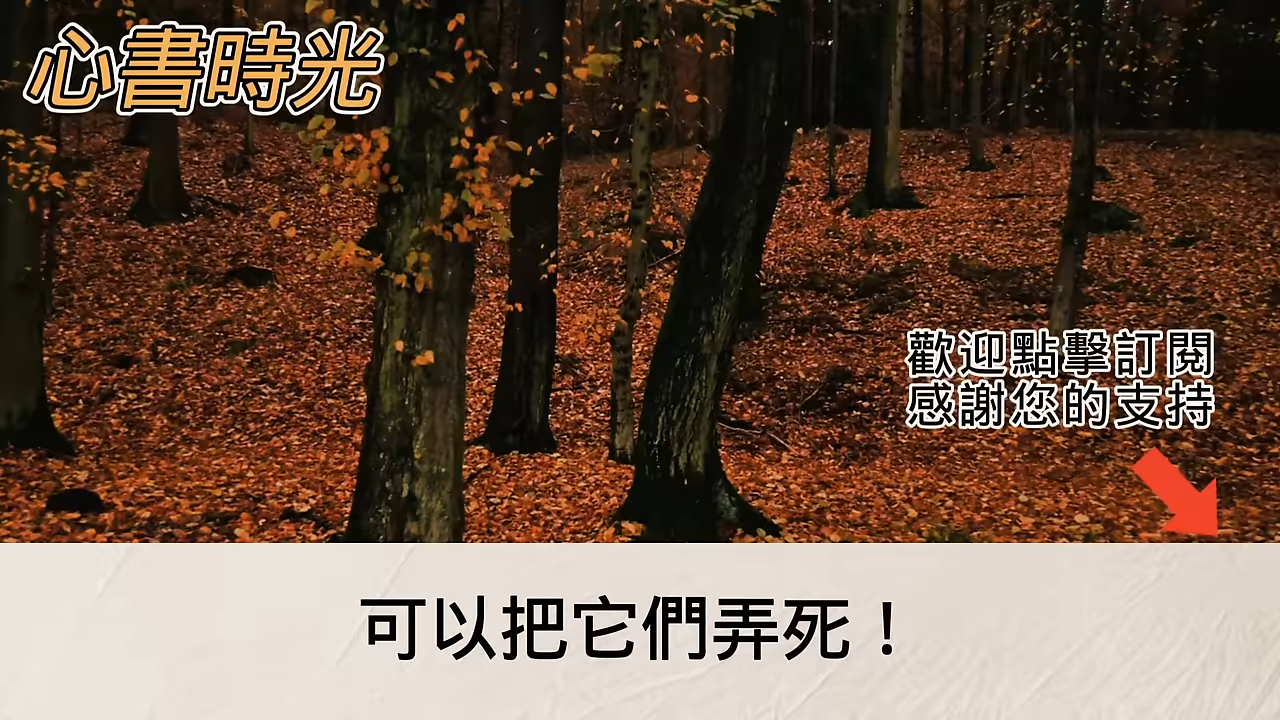 心書時光
歡迎點擊訂閱
感謝您的支持
可以把它們弄死！